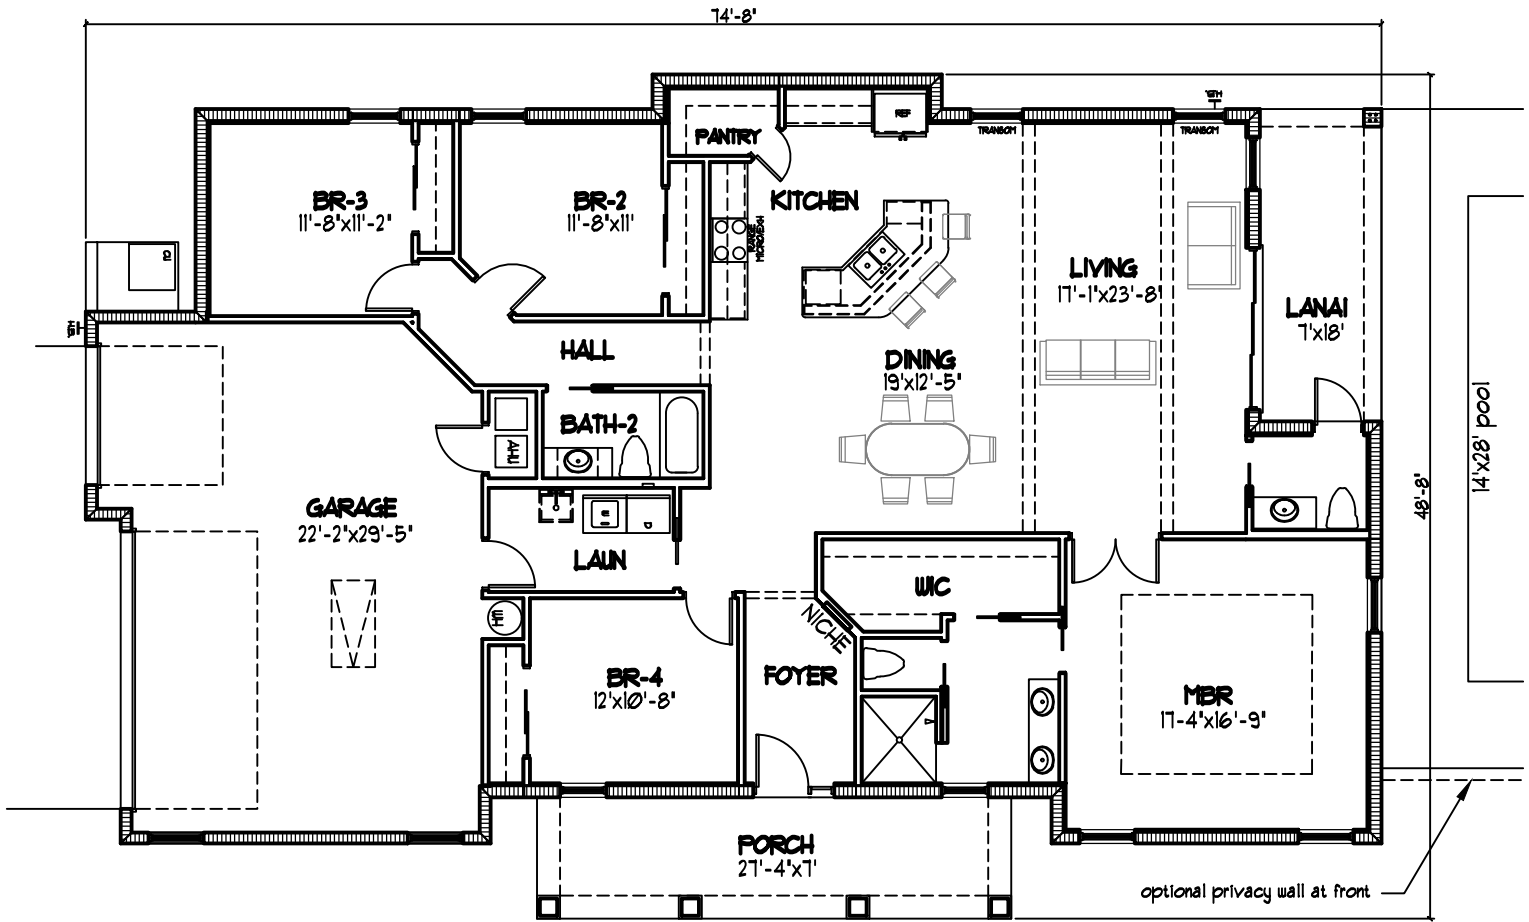 74'-8"
H.B.
REF
PANTRY
TRANSOM
TRANSOM
BR-3
11'-8"x11'-2"
BR-2
11'-8"x11'
KITCHEN
RANGE
MICRO/EXH
CU
LIVING
17'-1"x23'-8"
LANAI
7'x18'
H.B.
HALL
DINING
19'x12'-5"
14'x28' pool
BATH-2
AHU
48'-8"
GARAGE
22'-2"x29'-5"
W
D
LAUN
WIC
WH
NICHE
BR-4
12'x10'-8"
FOYER
MBR
17-4"x16'-9"
PORCH
27'-4"x7'
optional privacy wall at front